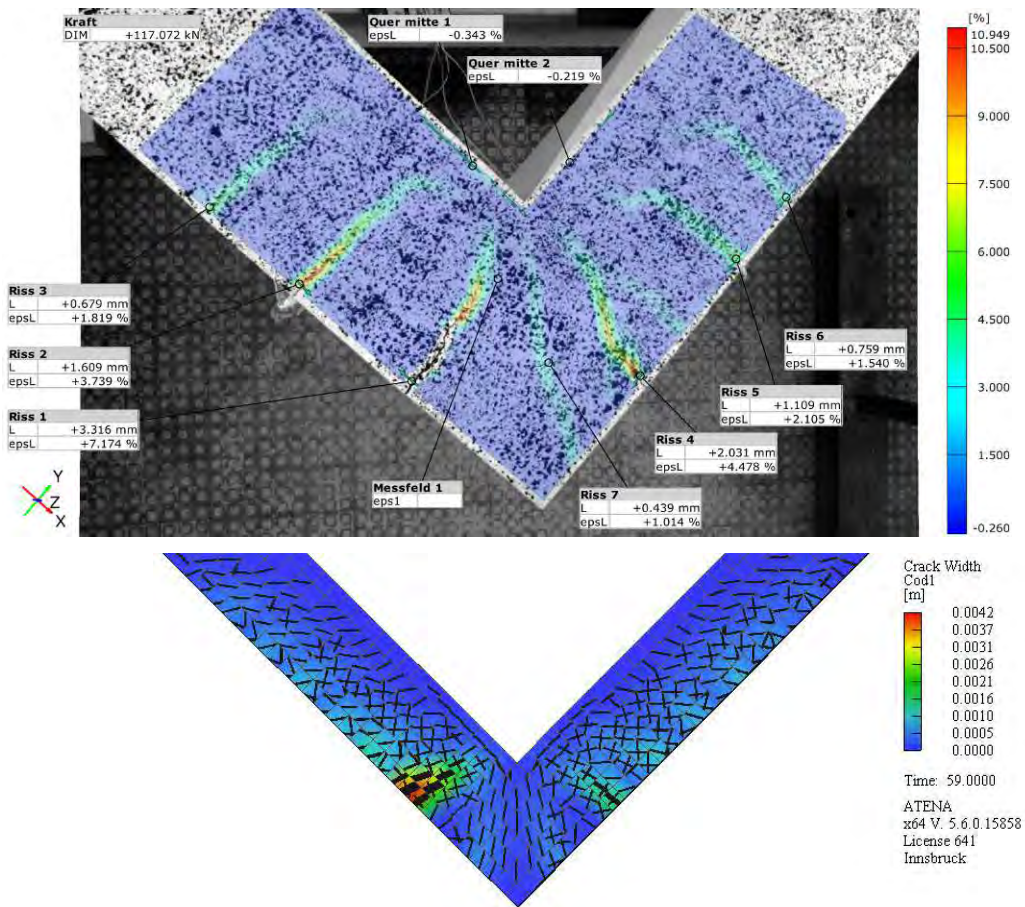 Kraft
DIM +117.072 kN
Quer mitte 1
epsL -0.343 %
Quer mitte 2
epsL -0.219 %
[%]
10.949
10.500
9.000
7.500
6.000
4.500
3.000
1.500
-0.260
Riss 3
L +0.679 mm
epsL +1.819 %
Riss 2
L +1.609 mm
epsL +3.739 %
Riss 1
L +3.316 mm
epsL +7.174 %
Messfeld 1
eps1
Riss 7
L +0.439 mm
epsL +1.014 %
Riss 4
L +2.031 mm
epsL +4.478 %
Riss 5
L +1.109 mm
epsL +2.105 %
Riss 6
L +0.759 mm
epsL +1.540 %
Y
Z
X
Crack Width
Cod1
[m]
0.0042
0.0037
0.0031
0.0026
0.0021
0.0016
0.0010
0.0005
0.0000
Time: 59.0000
ATENA
x64 V. 5.6.0.15858
License 641
Innsbruck